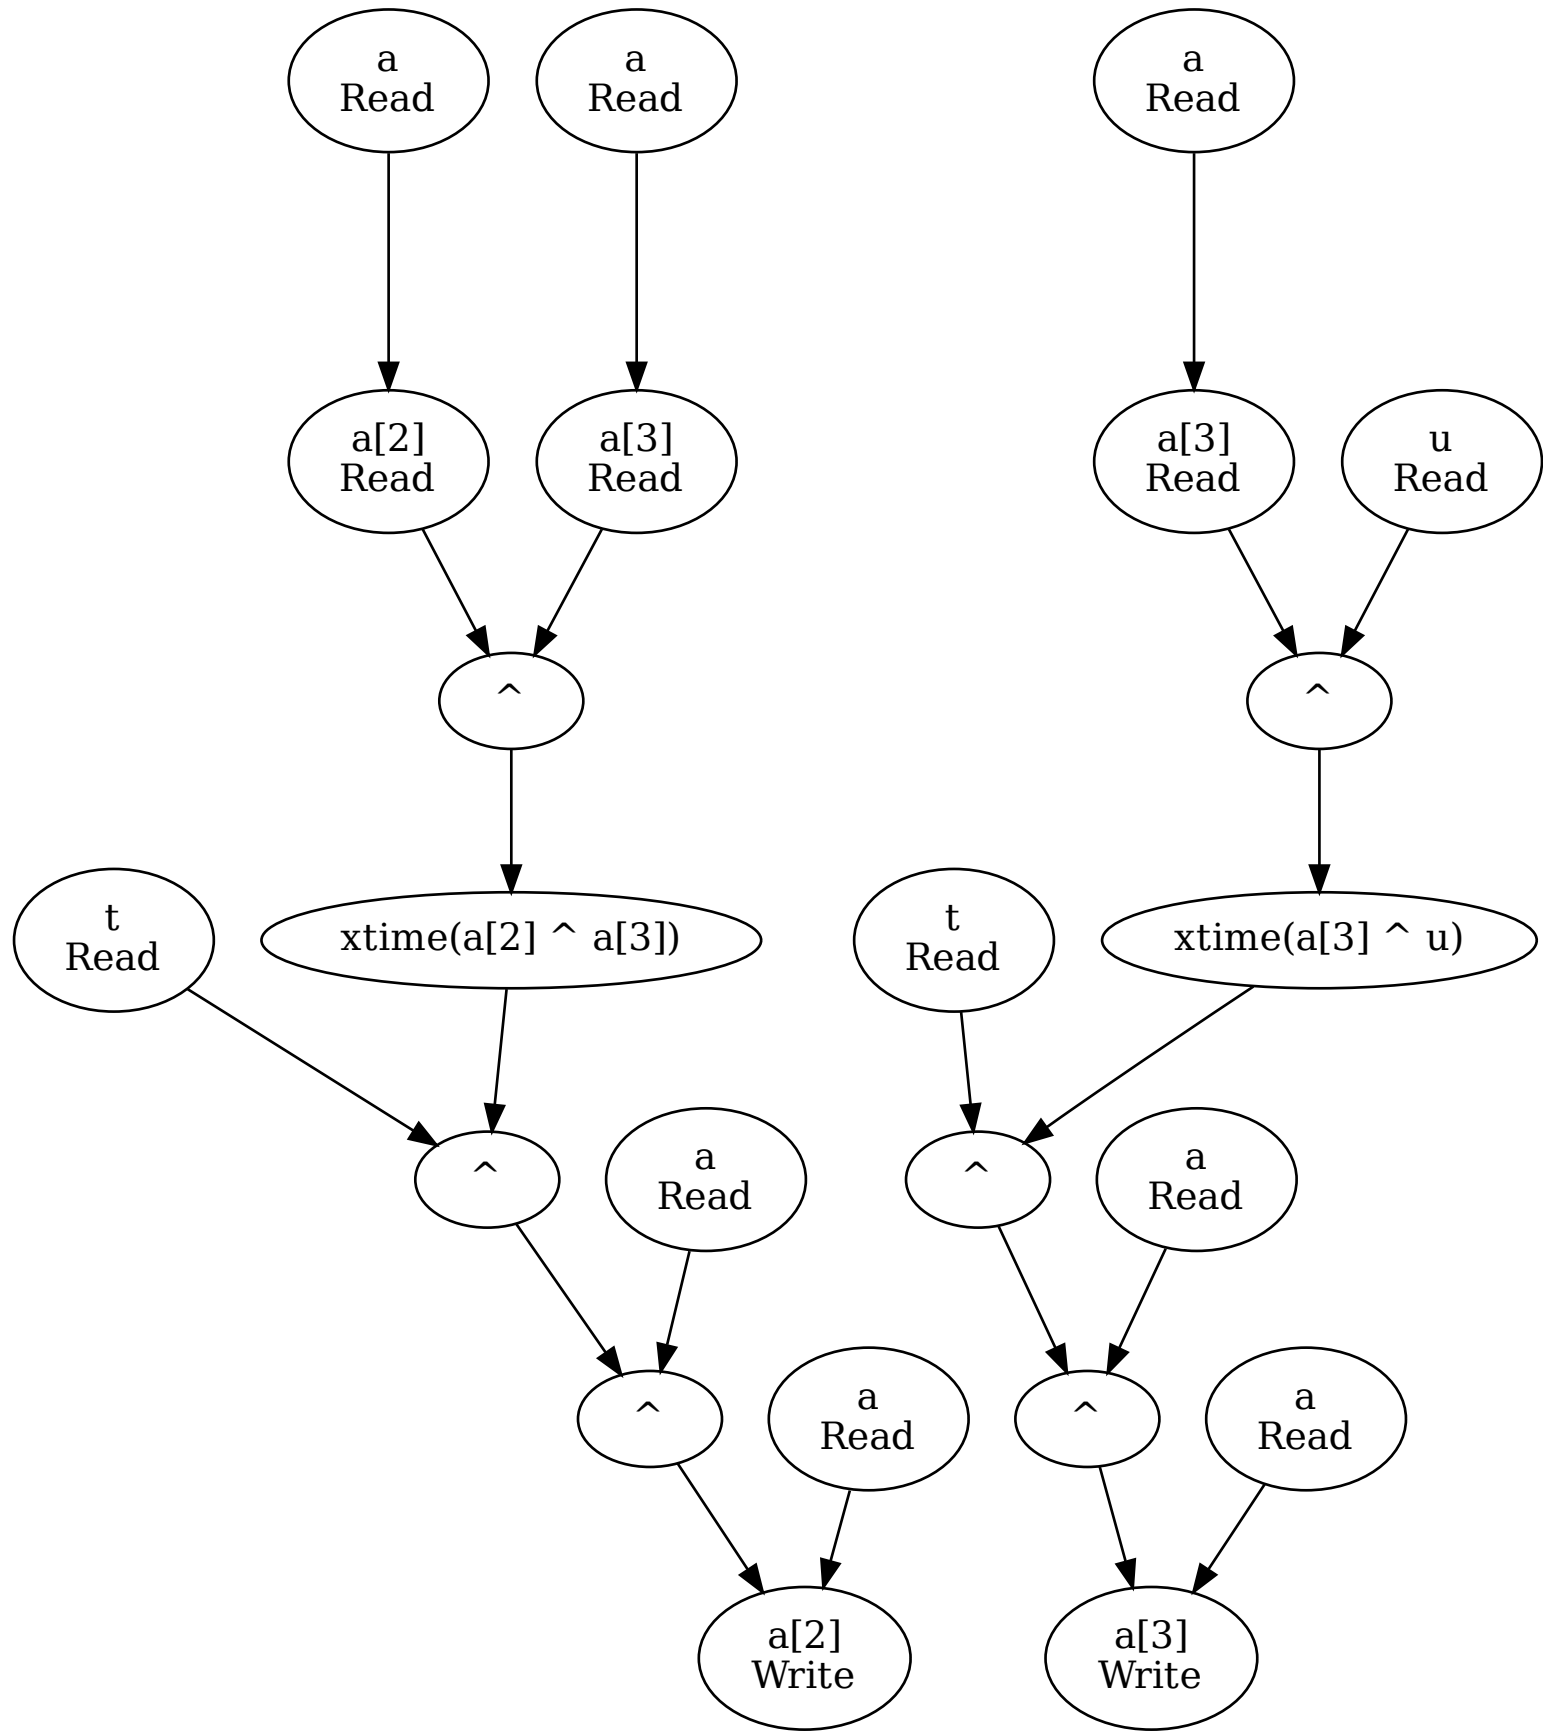 a
Read
a
Read
a
Read
a[2]
Read
a[3]
Read
a[3]
Read
u
Read
^
^
t
Read
xtime(a[2] ^ a[3])
t
Read
xtime(a[3] ^ u)
^
a
Read
^
a
Read
^
a
Read
^
a
Read
a[2]
Write
a[3]
Write